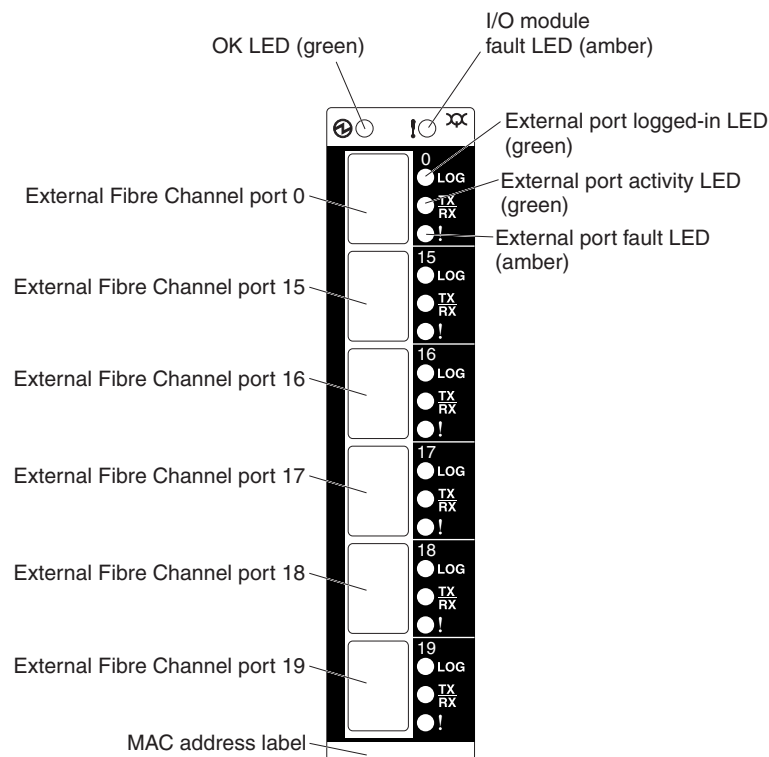 I/O module
fault LED (amber)
OK LED (green)
!
External port logged-in LED
(green)
0
LOG
External port activity LED
(green)
External Fibre Channel port 0
TX
RX
!
External port fault LED
(amber)
15
LOG
External Fibre Channel port 15
TX
RX
!
16
LOG
External Fibre Channel port 16
TX
RX
!
17
LOG
External Fibre Channel port 17
TX
RX
!
18
LOG
External Fibre Channel port 18
TX
RX
!
19
LOG
External Fibre Channel port 19
TX
RX
!
MAC address label